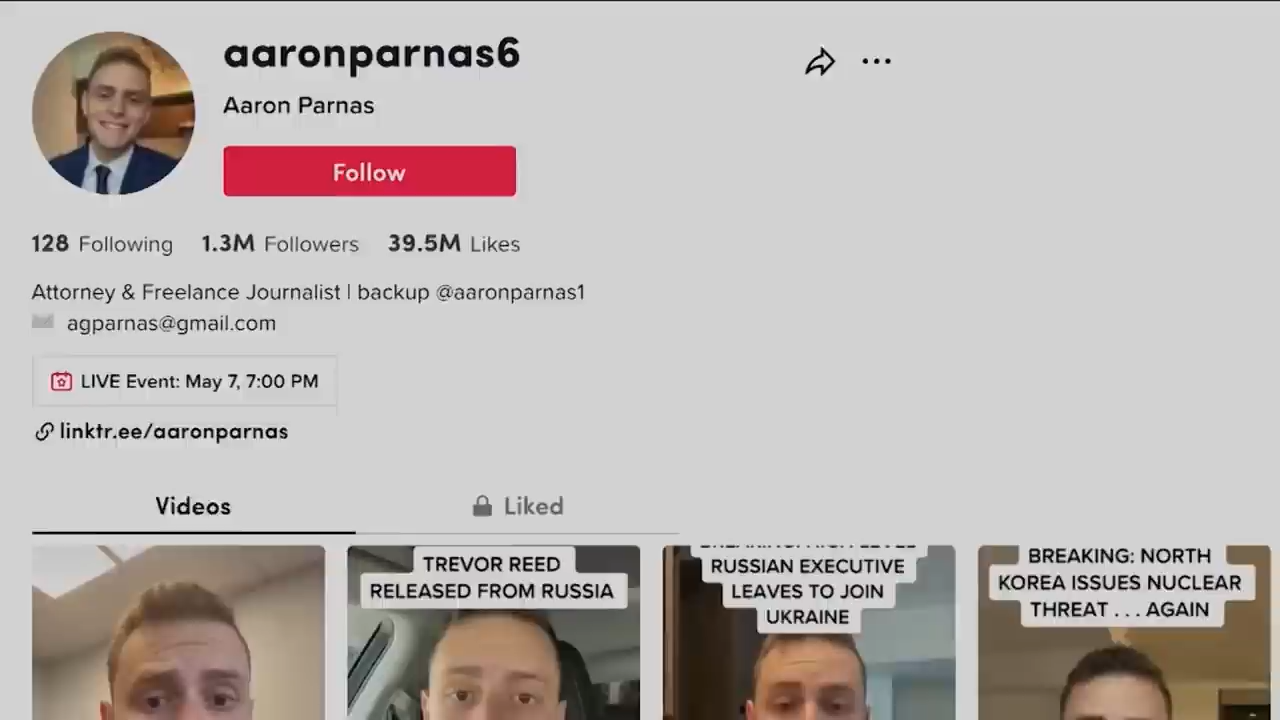 aaronparnas6
Aaron Parnas
Follow
128 Following 1.3M Followers 39.5M Likes
Attorney & Freelance Journalist | backup @aaronparnas1
agparnas@gmail.com
LIVE Event: May 7, 7:00 PM
linktr.ee/aaronparnas
Videos Liked
TREVOR REED
RELEASED FROM RUSSIA
RUSSIAN EXECUTIVE
LEAVES TO JOIN
UKRAINE
BREAKING: NORTH
KOREA ISSUES NUCLEAR
THREAT . . . AGAIN